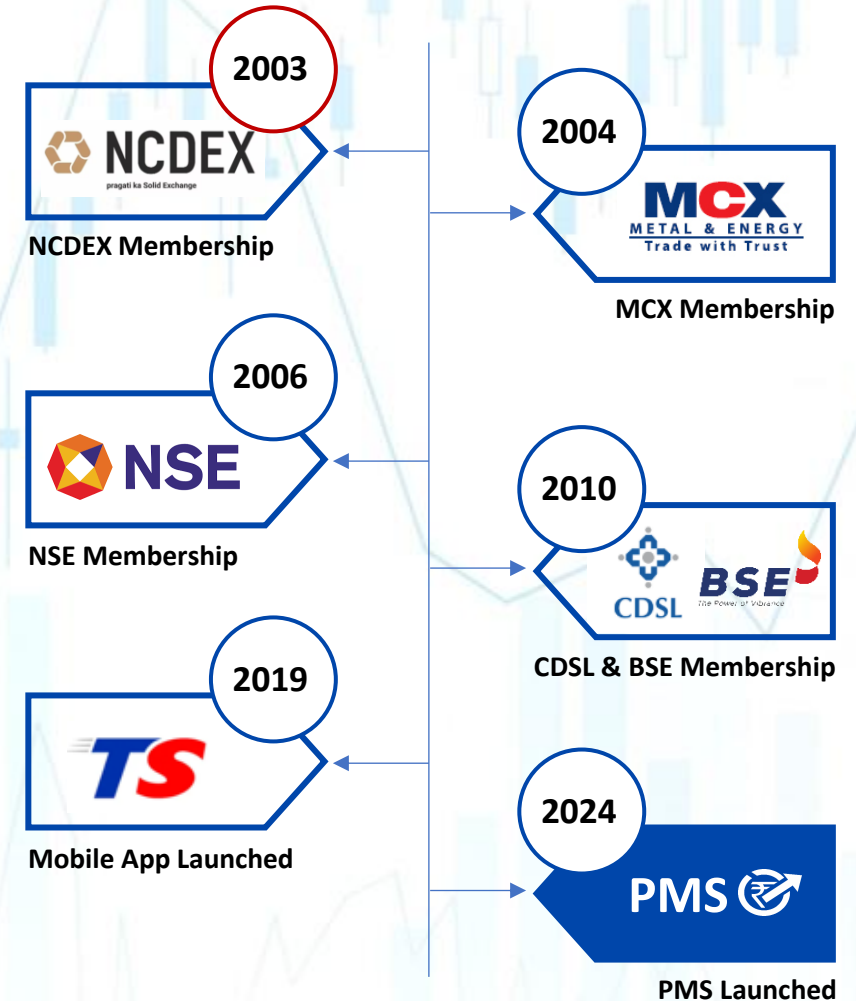 2003
NCDEX
pragati ka Solid Exchange
NCDEX Membership
2004
MCX
METAL & ENERGY
Trade with Trust
MCX Membership
2006
NSE
NSE Membership
2010
CDSL
BSE
The Power of Vibrance
CDSL & BSE Membership
2019
TS
Mobile App Launched
2024
PMS ₹
PMS Launched